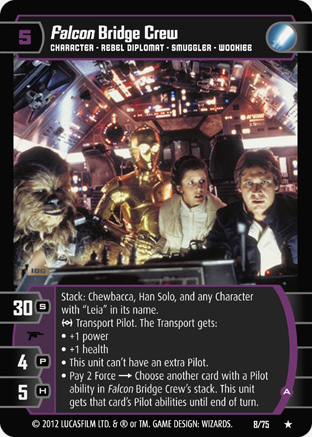 5 Falcon Bridge Crew
CHARACTER • REBEL DIPLOMAT • SMUGGLER • WOOKIEE
Stack: Chewbacca, Han Solo, and any Character
with “Leia” in its name.
Transport Pilot. The Transport gets:
• +1 power
• +1 health
• This unit can’t have an extra Pilot.
• Pay 2 Force → Choose another card with a Pilot
ability in Falcon Bridge Crew’s stack. This unit
gets that card’s Pilot abilities until end of turn.
30 S
4 P
5 H
A
© 2012 LUCASFILM LTD. & ® or TM. GAME DESIGN: WIZARDS. 8/75 ★